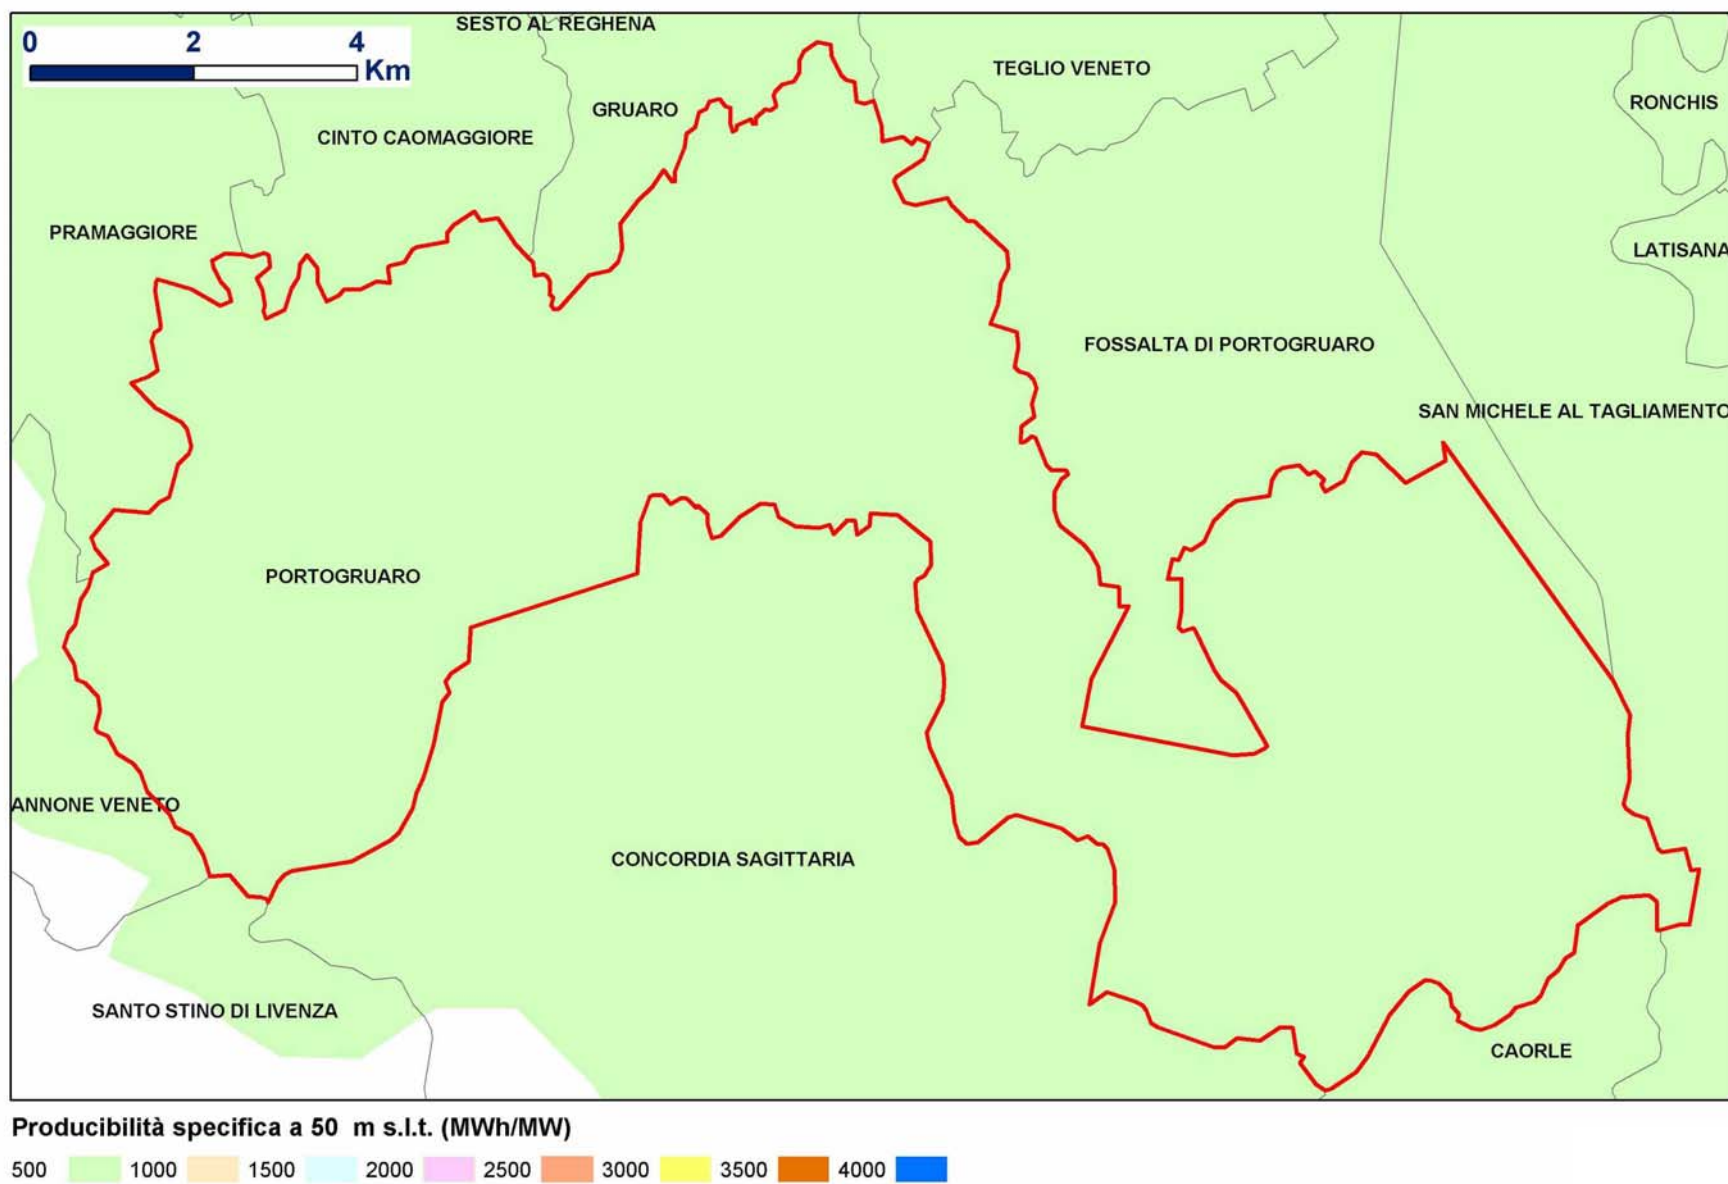 SESTO AL REGHENA
0 2 4
Km
TEGLIO VENETO
RONCHIS
GRUARO
CINTO CAOMAGGIORE
PRAMAGGIORE
LATISANA
FOSSALTA DI PORTOGRUARO
SAN MICHELE AL TAGLIAMENTO
PORTOGRUARO
ANNONE VENETO
CONCORDIA SAGITTARIA
SANTO STINO DI LIVENZA
CAORLE
Producibilità specifica a 50 m s.l.t. (MWh/MW)
500 1000 1500 2000 2500 3000 3500 4000